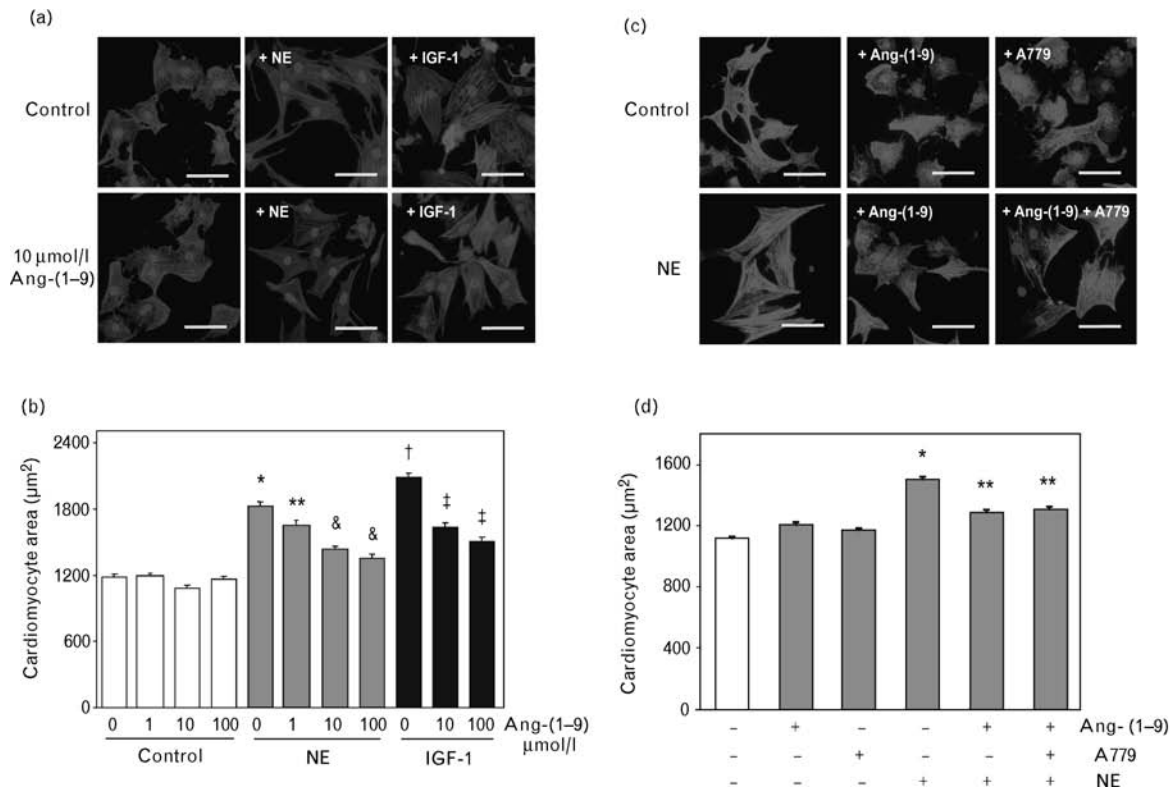 (a)
+ NE
+ IGF-1
Control
+ NE
+ IGF-1
10 μmol/l
Ang-(1–9)
(b)
Cardiomyocyte area (μm²)
2400
1800
1200
600
0
* ** & & † ‡ ‡
0 1 10 100 0 1 10 100 0 10 100 Ang-(1–9)
μmol/l
Control NE IGF-1
(c)
+ Ang-(1-9)
+ A779
Control
+ Ang-(1-9)
+ Ang-(1-9) + A779
NE
(d)
Cardiomyocyte area (μm²)
1600
1200
800
400
0
* ** **
– + – – + + Ang- (1–9)
– – + – – + A779
– – – + + + NE